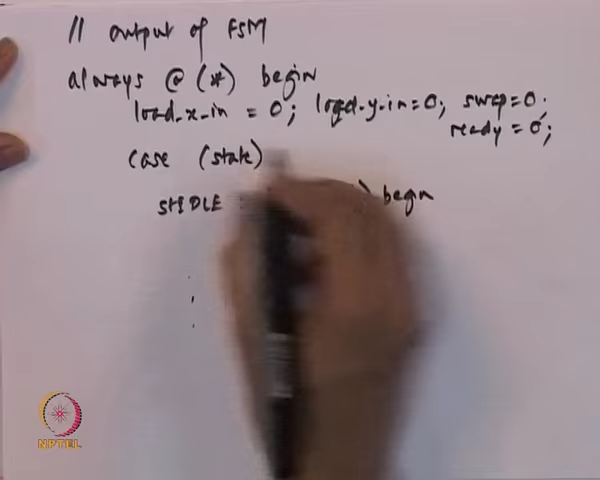 // output of FSM
always @ (*) begin
load_x_in = 0; load_y_in=0; swap=0;
ready = 0;
case (state)
stIDLE : ) begin
NPTEL